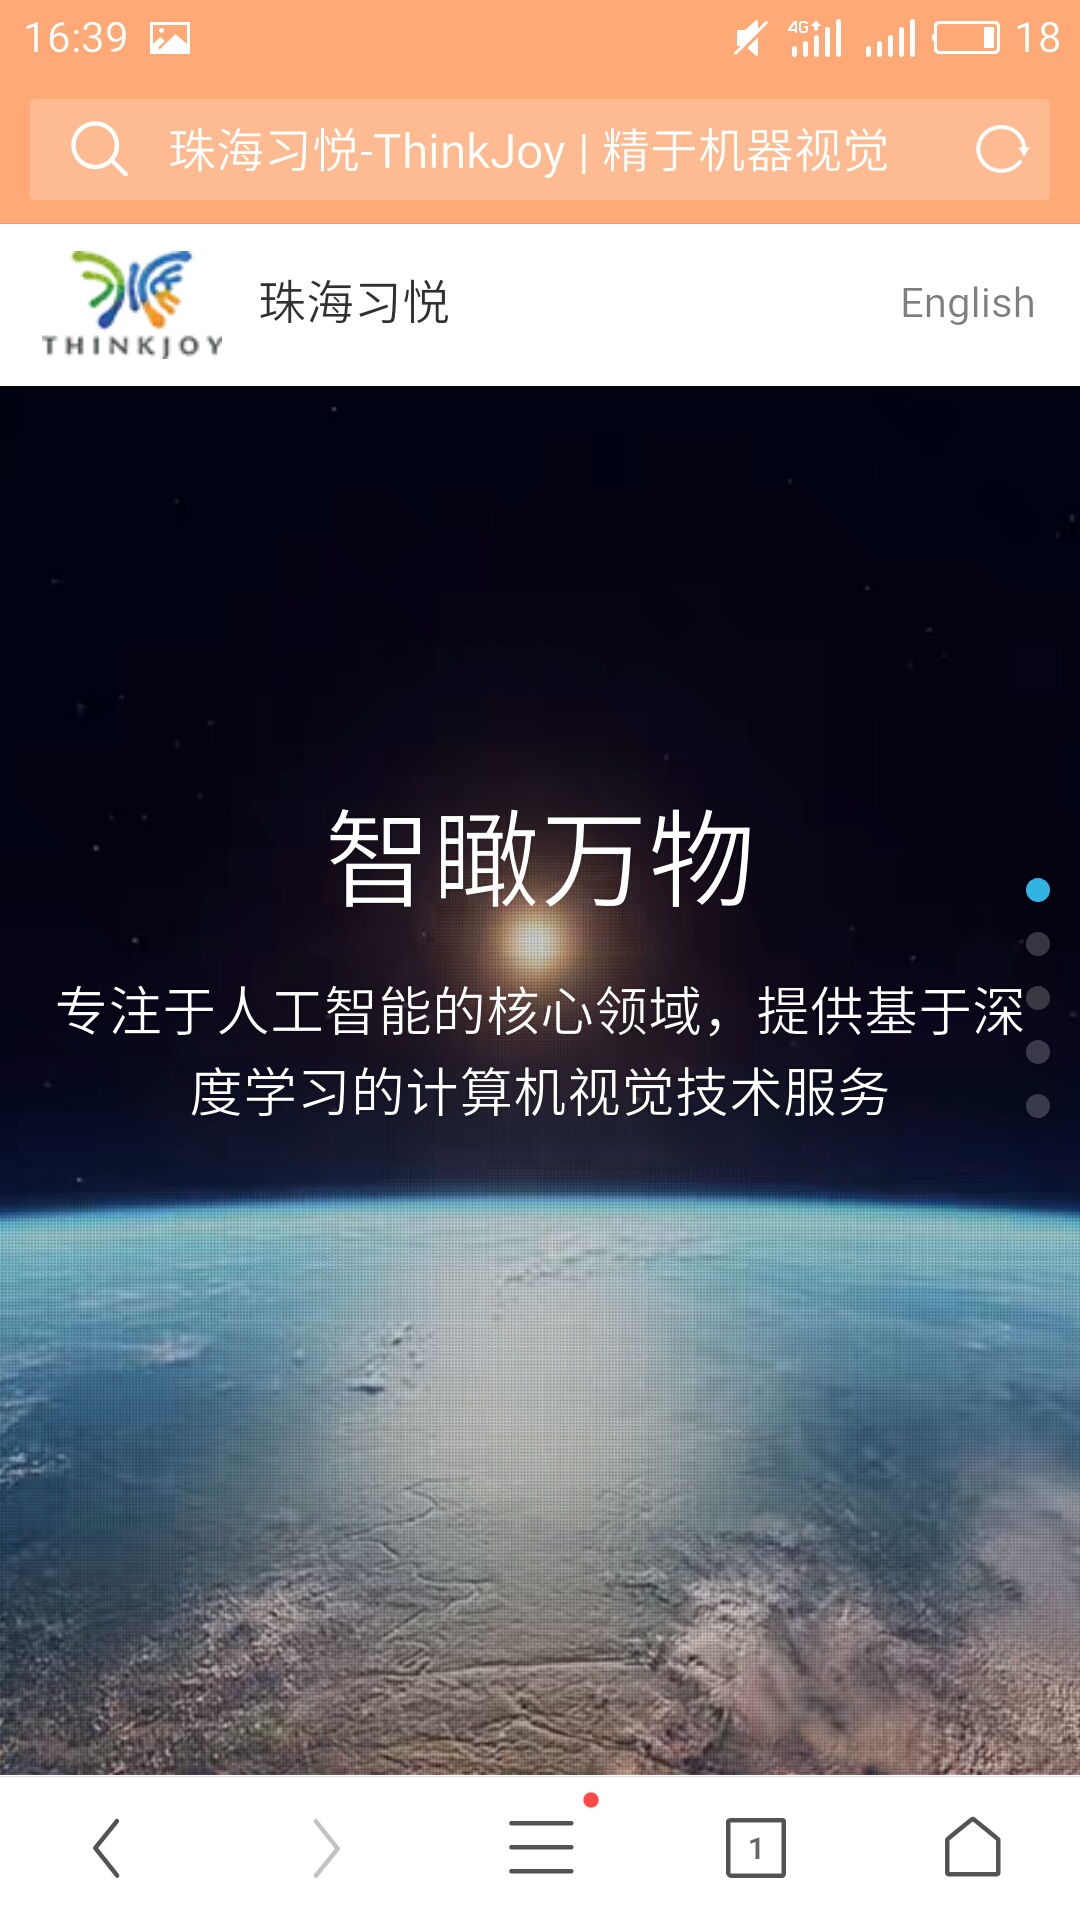 16:39 4G 18
珠海习悦-ThinkJoy | 精于机器视觉
THINKJOY 珠海习悦 English
智瞰万物
专注于人工智能的核心领域，提供基于深
度学习的计算机视觉技术服务
1